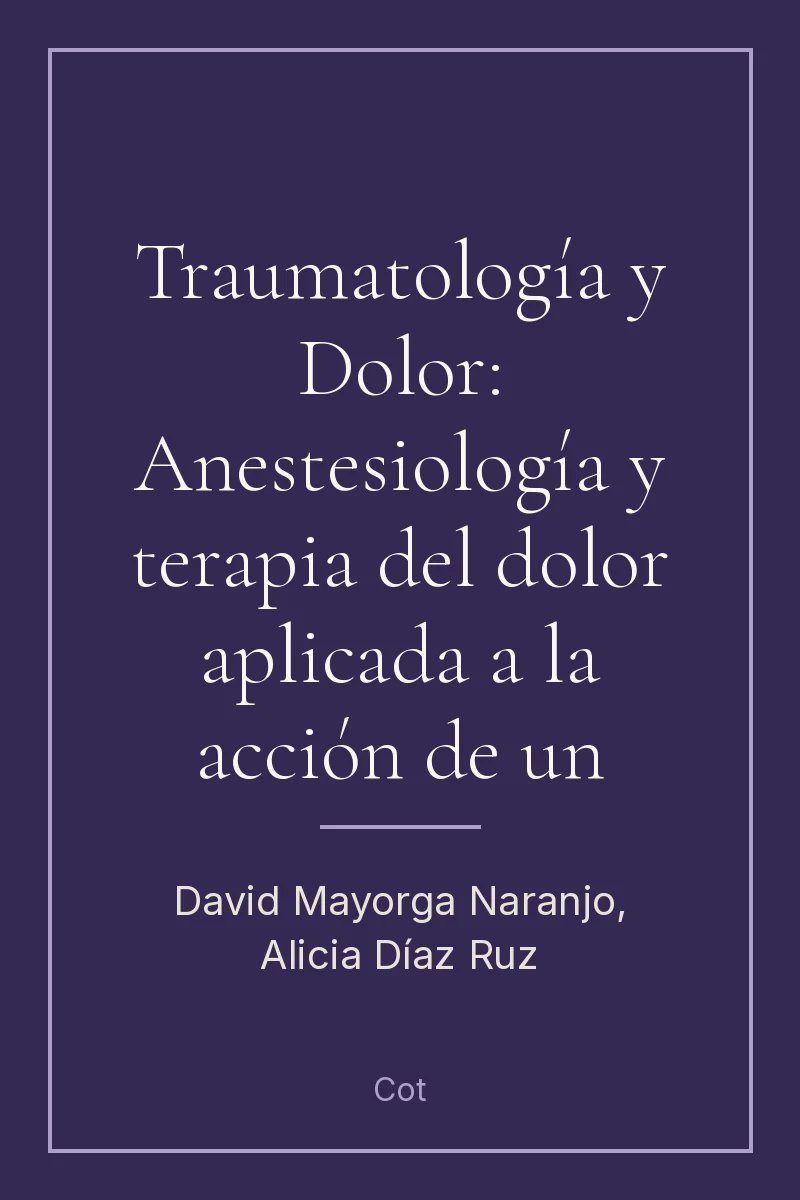 Traumatología y
Dolor:
Anestesiología y
terapia del dolor
aplicada a la
acción de un
David Mayorga Naranjo,
Alicia Díaz Ruz
Cot